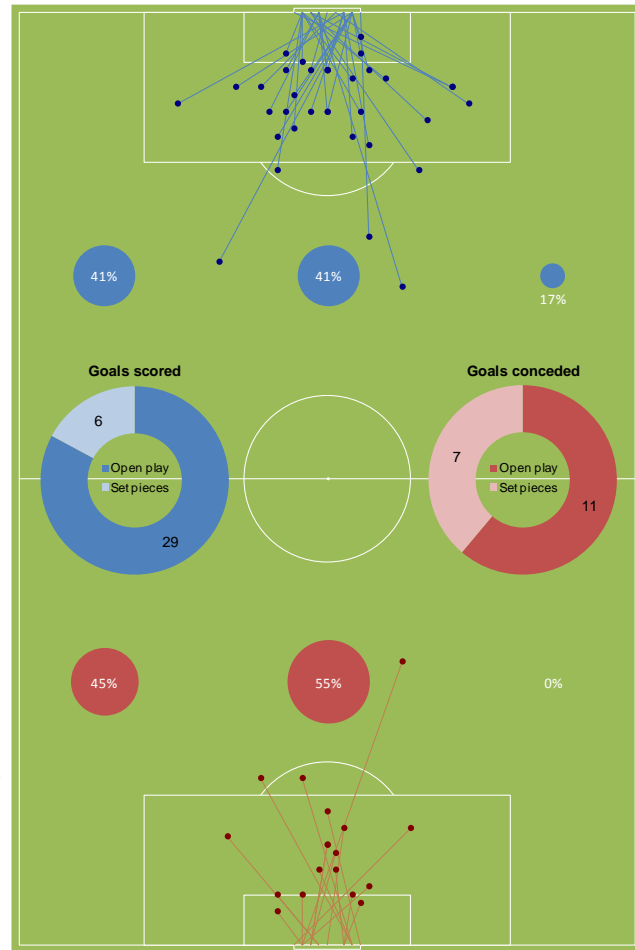 41%
41%
17%
Goals scored
Goals conceded
6
Open play
Set pieces
29
7
Open play
Set pieces
11
45%
55%
0%